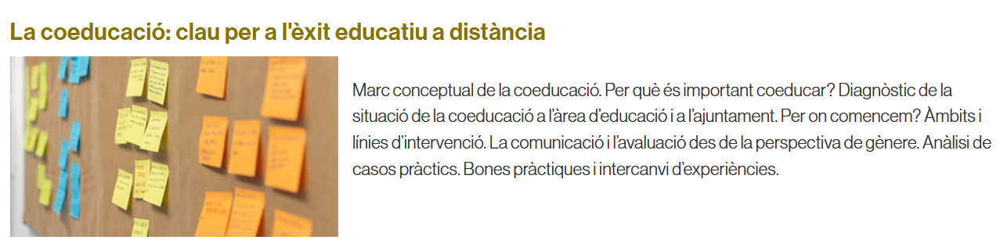 La coeducació: clau per a l'èxit educatiu a distància
Marc conceptual de la coeducació. Per què és important coeducar? Diagnòstic de la
situació de la coeducació a l’àrea d’educació i a l’ajuntament. Per on comencem? Àmbits i
línies d’intervenció. La comunicació i l’avaluació des de la perspectiva de gènere. Anàlisi de
casos pràctics. Bones pràctiques i intercanvi d’experiències.